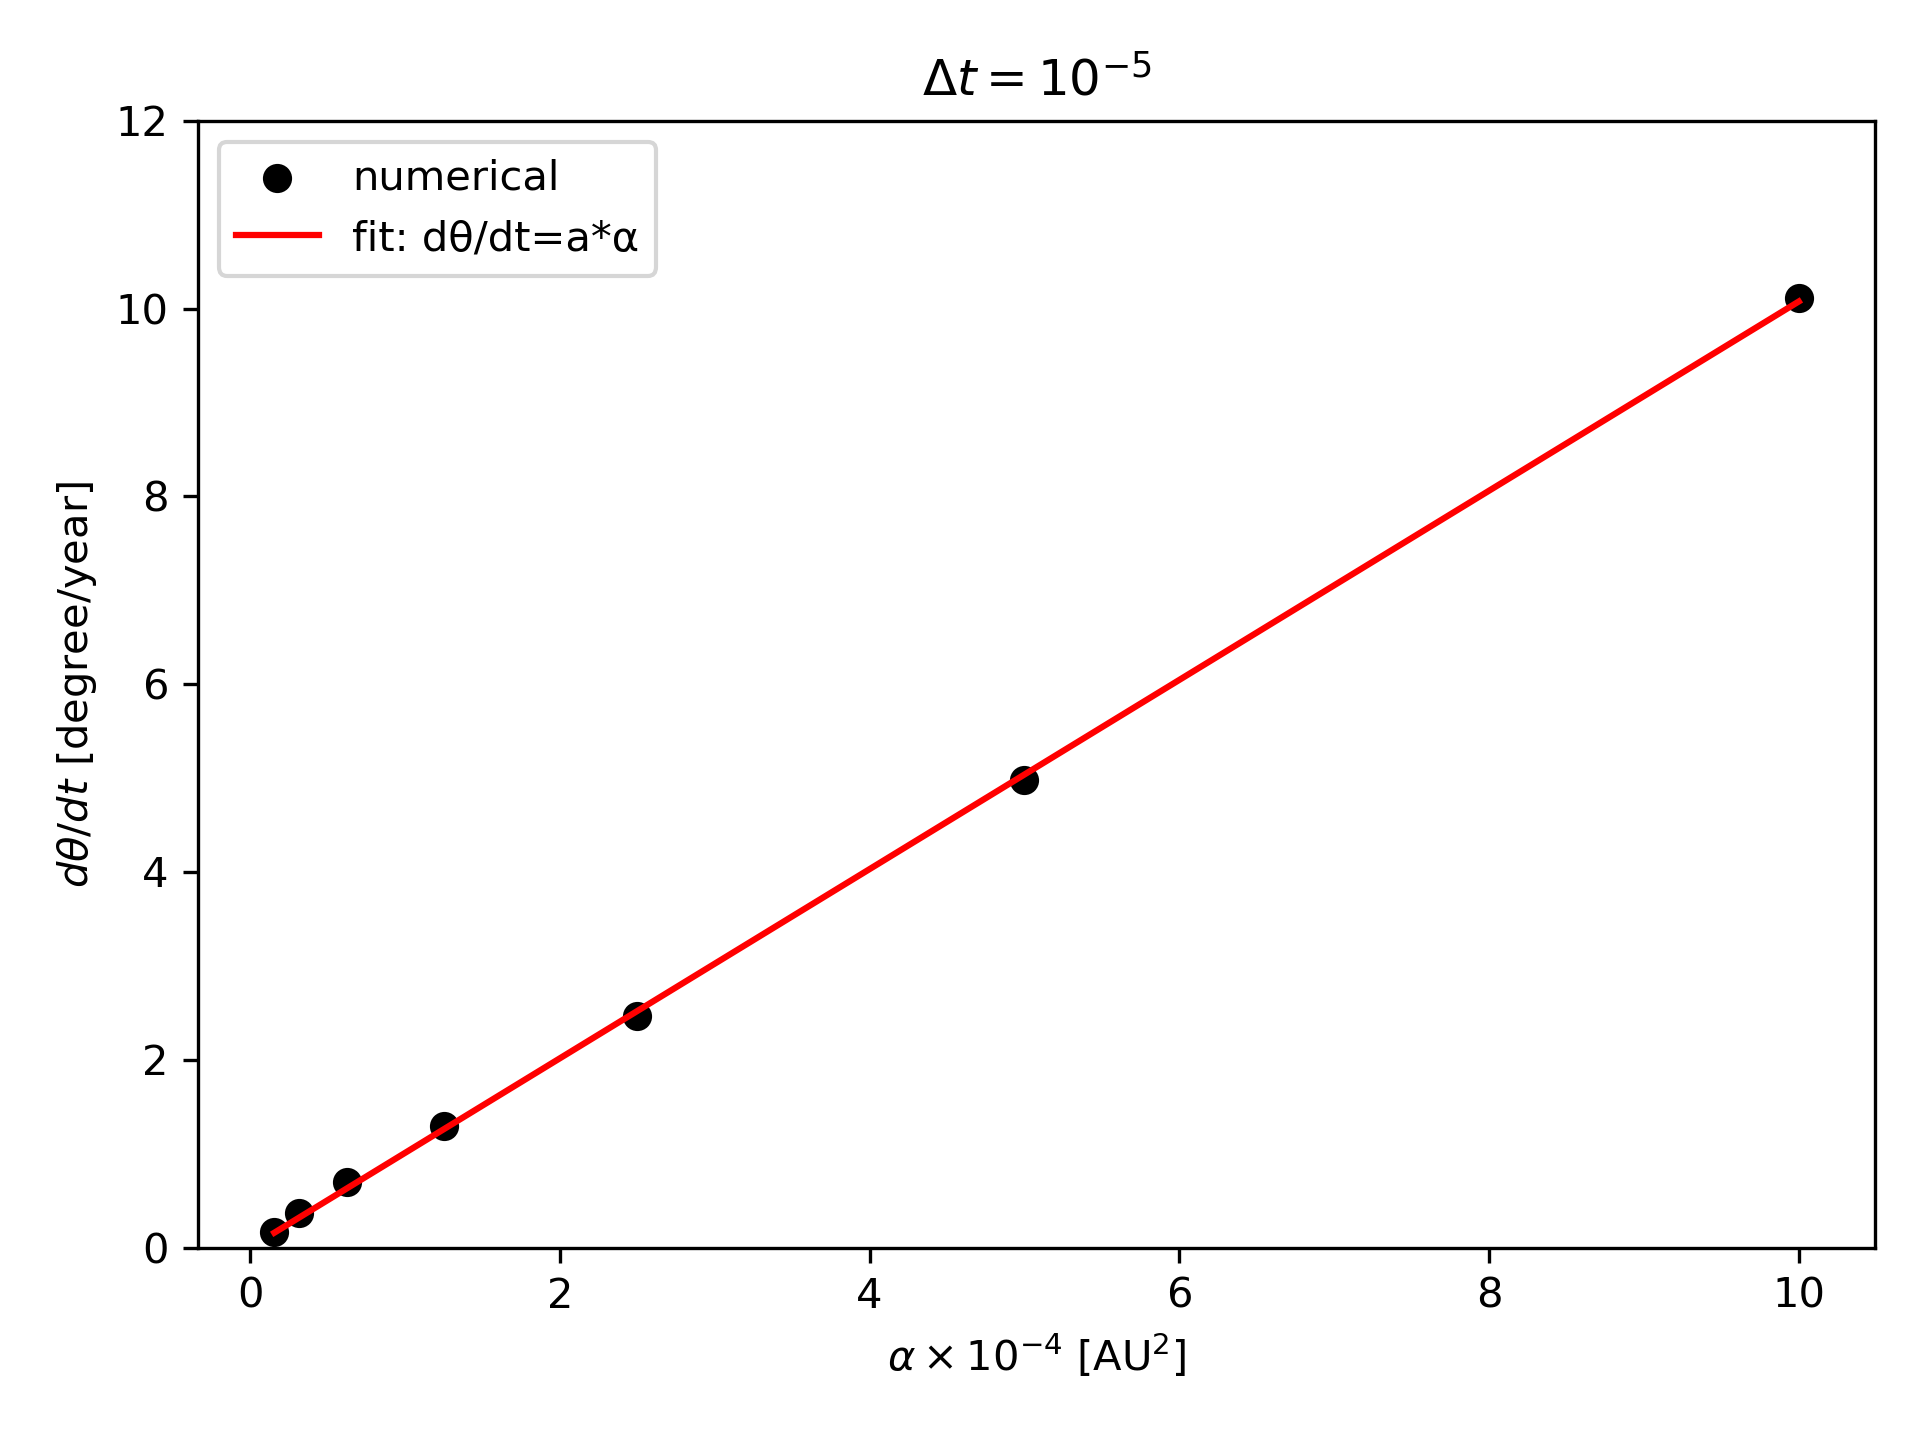 Δt = 10⁻⁵
12
10
8
6
4
2
0
dθ/dt [degree/year]
numerical
fit: dθ/dt=a*α
0 2 4 6 8 10
α × 10⁻⁴ [AU²]